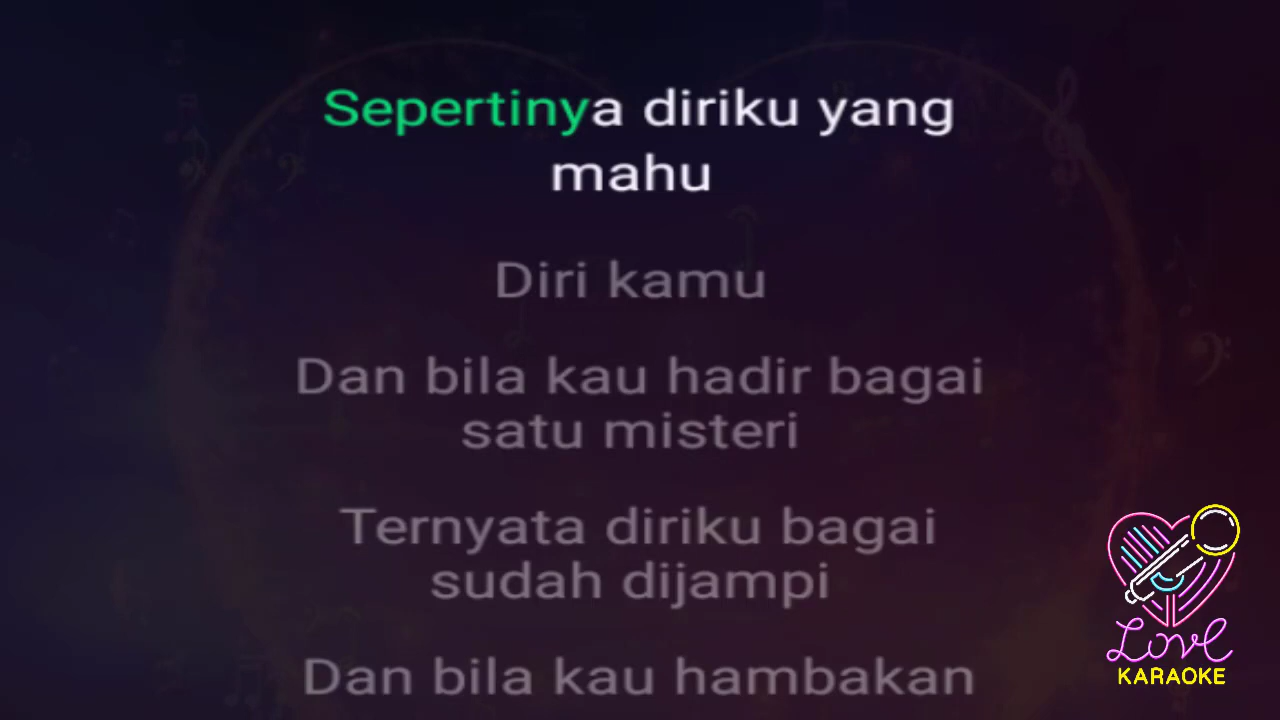 Sepertinya diriku yang
mahu
Diri kamu
Dan bila kau hadir bagai
satu misteri
Ternyata diriku bagai
sudah dijampi
Dan bila kau hambakan
Love
KARAOKE